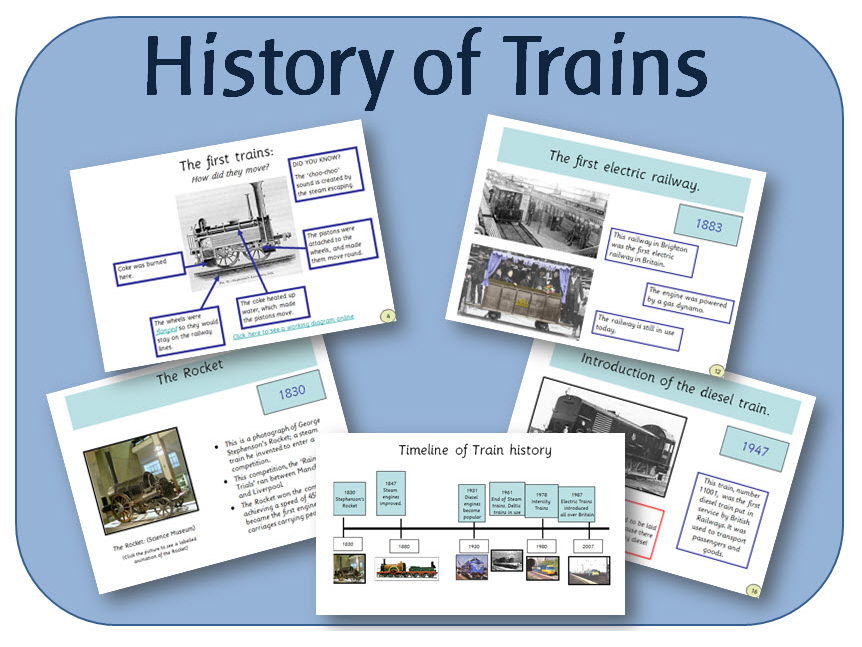 History of Trains
The first trains:
How did they move?
DID YOU KNOW?
The "choo-choo"
sound is created by
the steam escaping.
The pistons were
attached to the
wheels, and made
them move round.
Coke was burned
here.
The wheels were
flanged so they would
stay on the railway
lines.
The coke heated up
water, which made
the pistons move.
Click here to see a working diagram online
The first electric railway.
1883
This railway in Brighton
was the first electric
railway in Britain.
The engine was powered
by a gas dynamo.
The railway is still in use
today.
12
The Rocket
1830
• This is a photograph of George
Stephenson's Rocket; a steam
train he invented to enter a
competition.
• This competition, the "Rain
Trials" ran between Manch
and Liverpool.
• The Rocket won the com
achieving a speed of 45
became the first engine
carriages carrying pe
The Rocket: (Science Museum)
(Click the picture to see a labelled
animation of the Rocket)
Introduction of the diesel train.
1947
This train, number
11001, was the first
diesel train put in
service by British
Railways. It was
used to transport
passengers and
goods.
d to be laid
use there
y diesel
16
Timeline of Train history
1830
Stephenson's
Rocket
1847
Steam
engines
improved.
1931
Diesel
engines
become
popular
1961
End of Steam
trains, Deltic
trains in use
1978
Intercity
Trains
1987
Electric Trains
introduced
all over Britain
1830
1880
1930
1980
2007